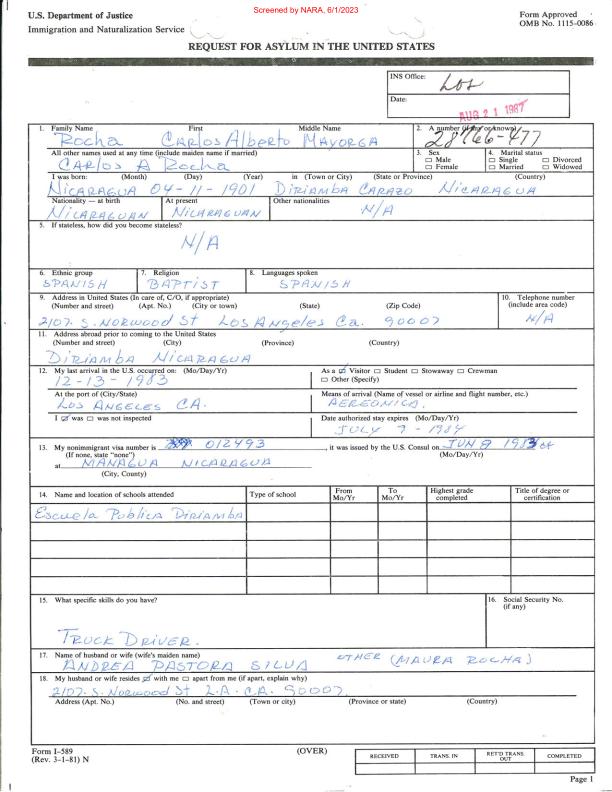 Screened by NARA, 6/1/2023
U.S. Department of Justice
Immigration and Naturalization Service
Form Approved
OMB No. 1115-0086
REQUEST FOR ASYLUM IN THE UNITED STATES
INS Office: LOS
Date: AUG 21 1987
1. Family Name First Middle Name
Rocha Carlos Alberto Mayorga
2. A number (if any or known)
28766-477
All other names used at any time (include maiden name if married)
Carlos A Rocha
3. Sex
☐ Male
☐ Female
4. Marital status
☐ Single ☐ Divorced
☐ Married ☐ Widowed
I was born: (Month) (Day) (Year) in (Town or City) (State or Province) (Country)
Nicaragua 04-11-1901 Diriamba Carazo Nicaragua
Nationality — at birth At present Other nationalities
Nicaraguan Nicaraguan N/A
5. If stateless, how did you become stateless?
N/A
6. Ethnic group 7. Religion 8. Languages spoken
SPANISH BAPTIST SPANISH
9. Address in United States (In care of, C/O, if appropriate)
(Number and street) (Apt. No.) (City or town) (State) (Zip Code)
2107. S. Norwood St Los Angeles Ca. 90007
10. Telephone number
(include area code)
N/A
11. Address abroad prior to coming to the United States
(Number and street) (City) (Province) (Country)
Diriamba Nicaragua
12. My last arrival in the U.S. occurred on: (Mo/Day/Yr)
12-13-1983
As a ☑ Visitor ☐ Student ☐ Stowaway ☐ Crewman
☐ Other (Specify)
At the port of (City/State)
Los Angeles CA.
Means of arrival (Name of vessel or airline and flight number, etc.)
AEREONICA.
I ☑ was ☐ was not inspected
Date authorized stay expires (Mo/Day/Yr)
JULY 7-1984
13. My nonimmigrant visa number is 012493, it was issued by the U.S. Consul on JUN 8 1983
(If none, state "none") (Mo/Day/Yr)
at MANAGUA NICARAGUA
(City, County)
14. Name and location of schools attended Type of school From Mo/Yr To Mo/Yr Highest grade completed Title of degree or certification
Escuela Publica Diriamba
15. What specific skills do you have?
Truck Driver.
16. Social Security No.
(if any)
17. Name of husband or wife (wife's maiden name)
ANDREA PASTORA SILVA OTHER (MAURA ROCHA)
18. My husband or wife resides ☑ with me ☐ apart from me (if apart, explain why)
2107. S. Norwood St L.A. CA. 90007.
Address (Apt. No.) (No. and street) (Town or city) (Province or state) (Country)
Form I-589
(Rev. 3-1-81) N
(OVER)
RECEIVED TRANS. IN RET'D TRANS. OUT COMPLETED
Page 1